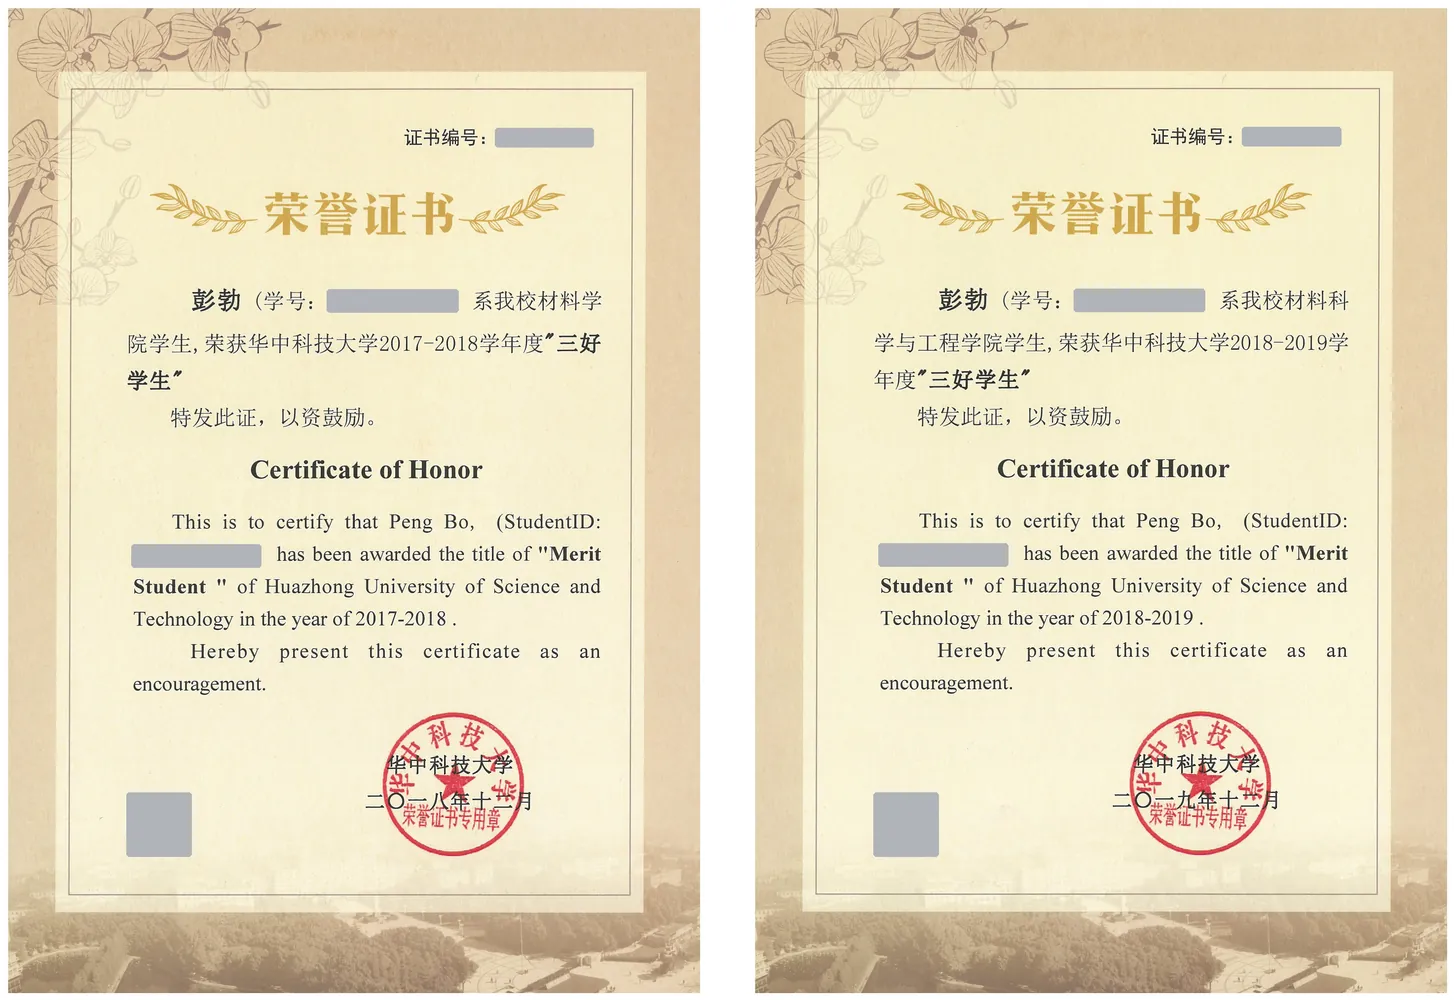 证书编号：
荣誉证书
彭勃（学号： 系我校材料学
院学生,荣获华中科技大学2017-2018学年度"三好
学生"
特发此证，以资鼓励。
Certificate of Honor
This is to certify that Peng Bo, (StudentID:
has been awarded the title of "Merit
Student " of Huazhong University of Science and
Technology in the year of 2017-2018 .
Hereby present this certificate as an
encouragement.
华中科技大学
华中科技大学
二〇一八年十二月
荣誉证书专用章
证书编号：
荣誉证书
彭勃（学号： 系我校材料科
学与工程学院学生,荣获华中科技大学2018-2019学
年度"三好学生"
特发此证，以资鼓励。
Certificate of Honor
This is to certify that Peng Bo, (StudentID:
has been awarded the title of "Merit
Student " of Huazhong University of Science and
Technology in the year of 2018-2019 .
Hereby present this certificate as an
encouragement.
华中科技大学
华中科技大学
二〇一九年十二月
荣誉证书专用章